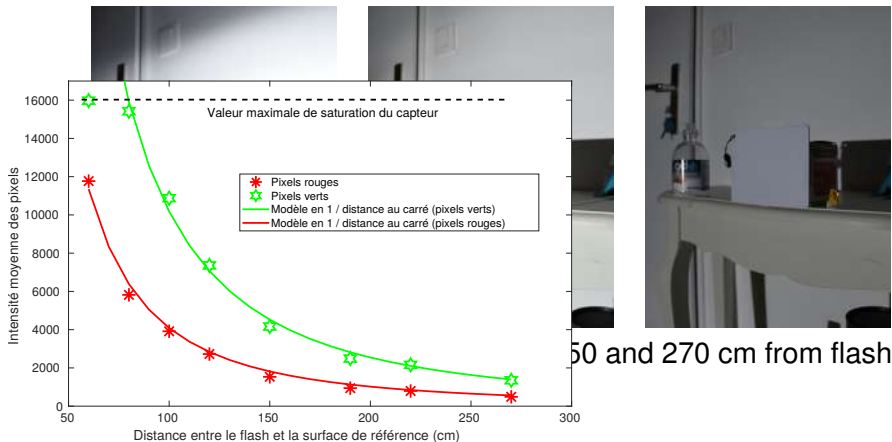 16000
14000
12000
10000
8000
6000
4000
2000
0
50
100
150
200
250
300
Valeur maximale de saturation du capteur
Pixels rouges
Pixels verts
Modèle en 1 / distance au carré (pixels verts)
Modèle en 1 / distance au carré (pixels rouges)
Intensité moyenne des pixels
Distance entre le flash et la surface de référence (cm)
50 and 270 cm from flash